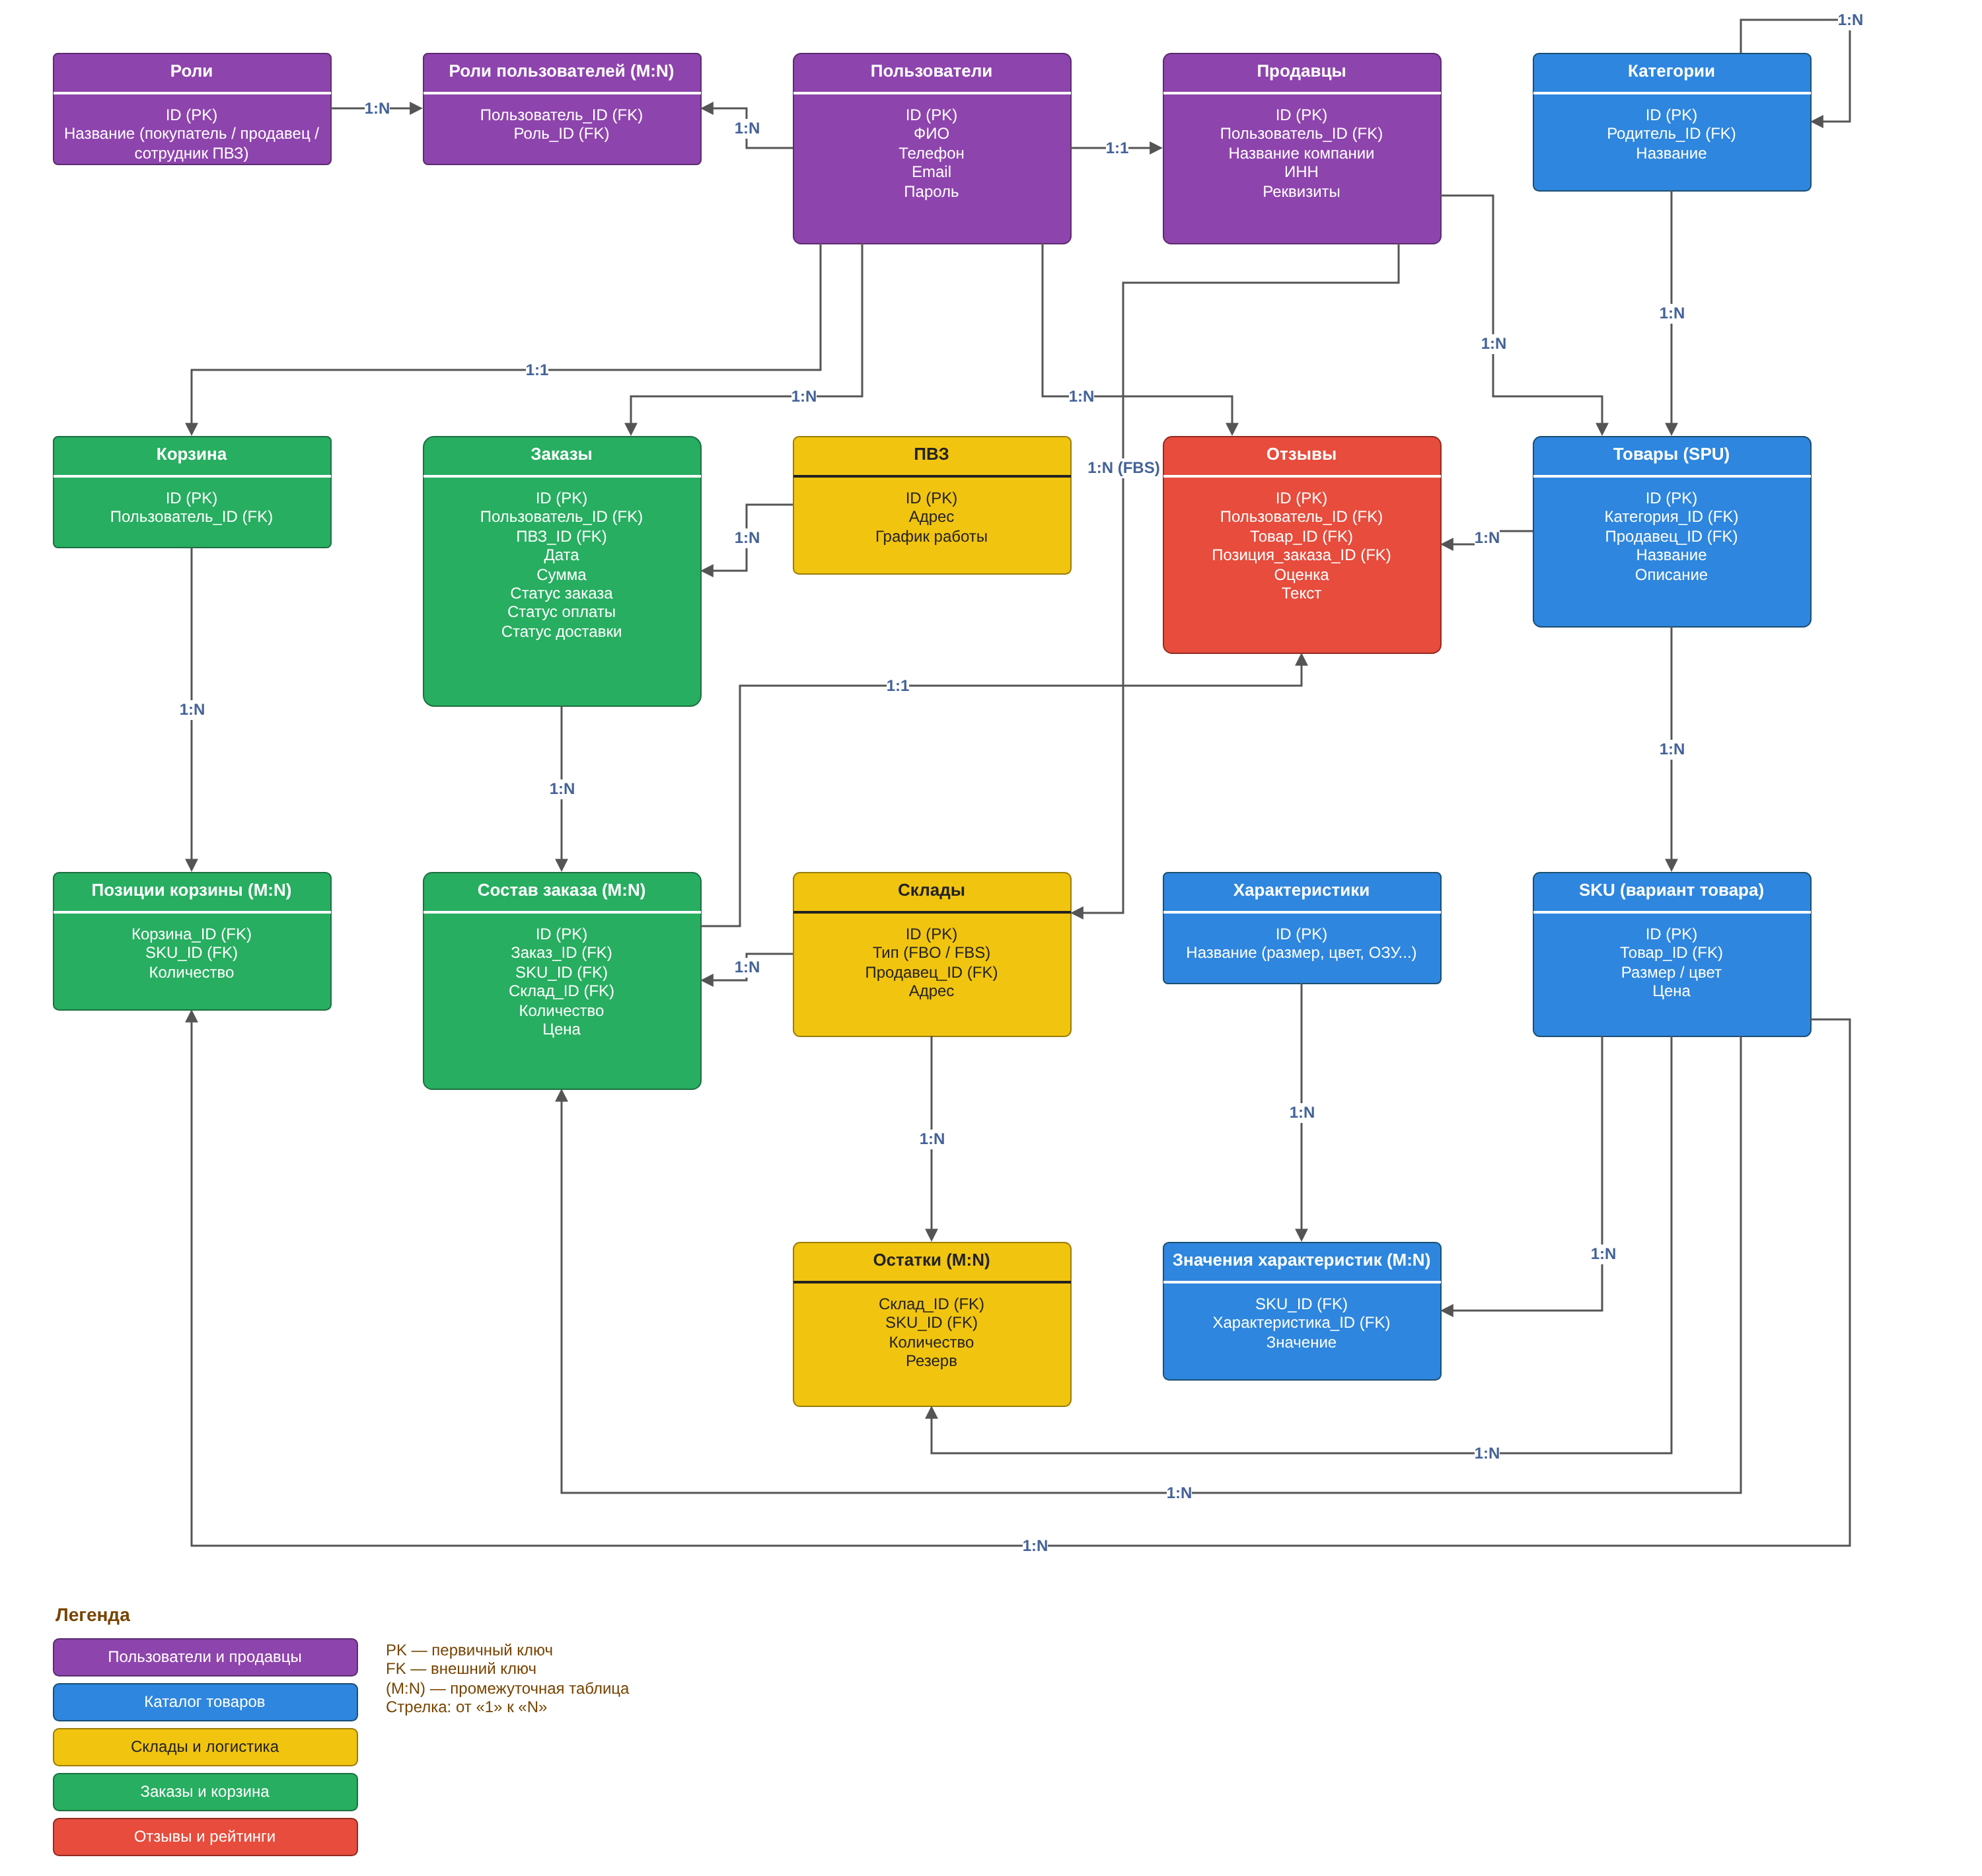 1:N
Роли
ID (PK)
Название (покупатель / продавец /
сотрудник ПВЗ)
1:N
Роли пользователей (M:N)
Пользователь_ID (FK)
Роль_ID (FK)
1:N
Пользователи
ID (PK)
ФИО
Телефон
Email
Пароль
1:1
Продавцы
ID (PK)
Пользователь_ID (FK)
Название компании
ИНН
Реквизиты
Категории
ID (PK)
Родитель_ID (FK)
Название
1:N
1:N
1:1
1:N
1:N
Корзина
ID (PK)
Пользователь_ID (FK)
Заказы
ID (PK)
Пользователь_ID (FK)
ПВЗ_ID (FK)
Дата
Сумма
Статус заказа
Статус оплаты
Статус доставки
1:N
ПВЗ
ID (PK)
Адрес
График работы
1:N (FBS)
Отзывы
ID (PK)
Пользователь_ID (FK)
Товар_ID (FK)
Позиция_заказа_ID (FK)
Оценка
Текст
1:N
Товары (SPU)
ID (PK)
Категория_ID (FK)
Продавец_ID (FK)
Название
Описание
1:1
1:N
1:N
1:N
Позиции корзины (M:N)
Корзина_ID (FK)
SKU_ID (FK)
Количество
Состав заказа (M:N)
ID (PK)
Заказ_ID (FK)
SKU_ID (FK)
Склад_ID (FK)
Количество
Цена
1:N
Склады
ID (PK)
Тип (FBO / FBS)
Продавец_ID (FK)
Адрес
Характеристики
ID (PK)
Название (размер, цвет, ОЗУ...)
SKU (вариант товара)
ID (PK)
Товар_ID (FK)
Размер / цвет
Цена
1:N
1:N
1:N
Остатки (M:N)
Склад_ID (FK)
SKU_ID (FK)
Количество
Резерв
Значения характеристик (M:N)
SKU_ID (FK)
Характеристика_ID (FK)
Значение
1:N
1:N
1:N
Легенда
Пользователи и продавцы
Каталог товаров
Склады и логистика
Заказы и корзина
Отзывы и рейтинги
PK — первичный ключ
FK — внешний ключ
(M:N) — промежуточная таблица
Стрелка: от «1» к «N»